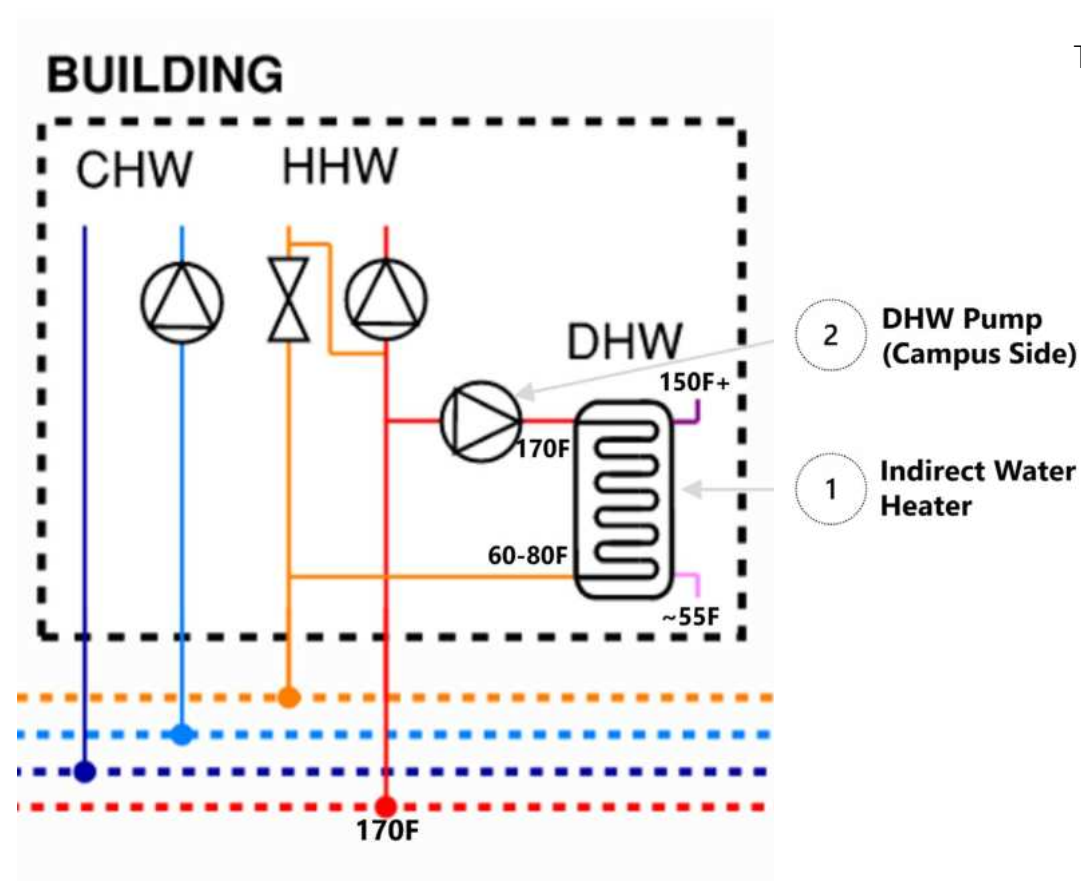 T
BUILDING
CHW
HHW
DHW
150F+
170F
60-80F
~55F
170F
2
DHW Pump
(Campus Side)
1
Indirect Water
Heater